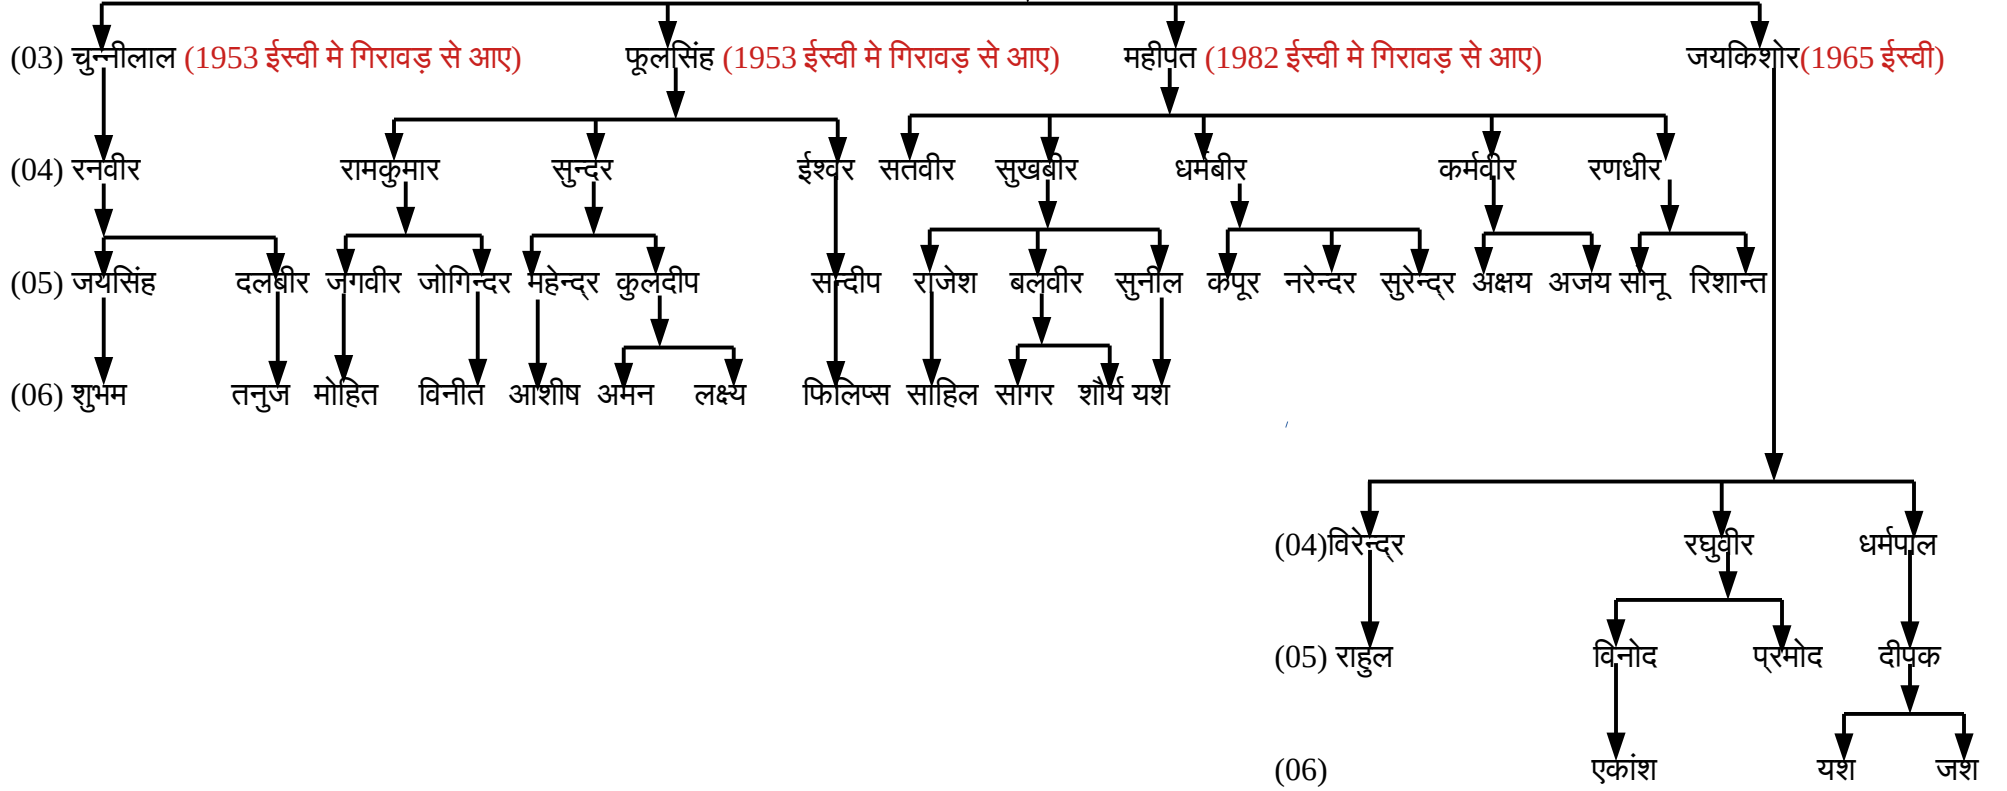 (03) चुन्नीलाल (1953 ईस्वी मे गिरावड़ से आए) फूलसिंह (1953 ईस्वी मे गिरावड़ से आए) महीपत (1982 ईस्वी मे गिरावड़ से आए) जयकिशोर(1965 ईस्वी)
(04) रनवीर रामकुमार सुन्दर ईश्वर सतवीर सुखबीर धर्मबीर कर्मवीर रणधीर
(05) जयसिंह दलबीर जगवीर जोगिन्दर महेन्द्र कुलदीप सन्दीप राजेश बलवीर सुनील कपूर नरेन्दर सुरेन्द्र अक्षय अजय सोनू रिशान्त
(06) शुभम तनुज मोहित विनीत आशीष अमन लक्ष्य फिलिप्स साहिल सागर शौर्य यश
(04)विरेन्द्र रघुवीर धर्मपाल
(05) राहुल विनोद प्रमोद दीपक
(06) एकांश यश जश